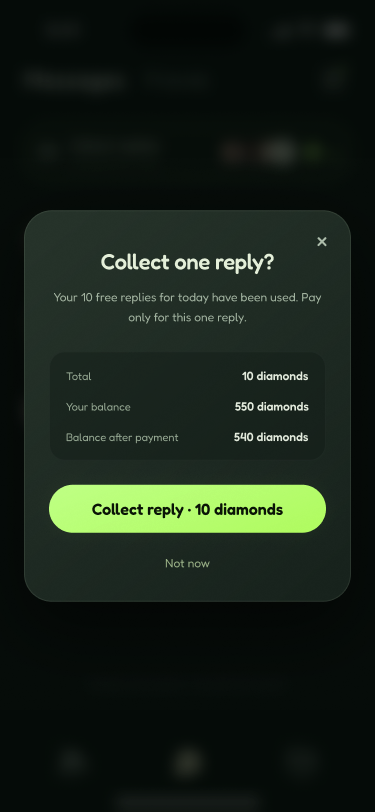 Collect one reply?
Your 10 free replies for today have been used. Pay
only for this one reply.
Total 10 diamonds
Your balance 550 diamonds
Balance after payment 540 diamonds
Collect reply · 10 diamonds
Not now